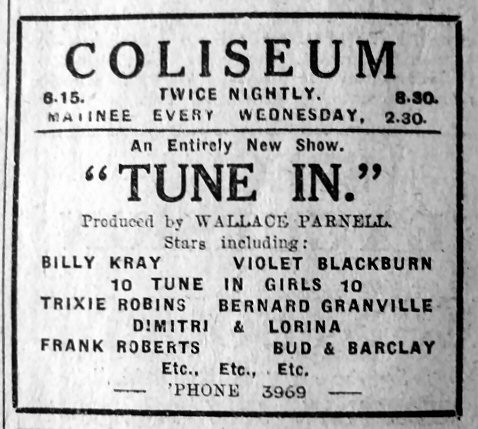 COLISEUM
6.15. TWICE NIGHTLY. 8.30.
MATINEE EVERY WEDNESDAY, 2.30.
An Entirely New Show.
"TUNE IN."
Produced by WALLACE PARNELL.
Stars including:
BILLY KRAY VIOLET BLACKBURN
10 TUNE IN GIRLS 10
TRIXIE ROBINS BERNARD GRANVILLE
DIMITRI & LORINA
FRANK ROBERTS BUD & BARCLAY
Etc., Etc., Etc.
— 'PHONE 3969 —